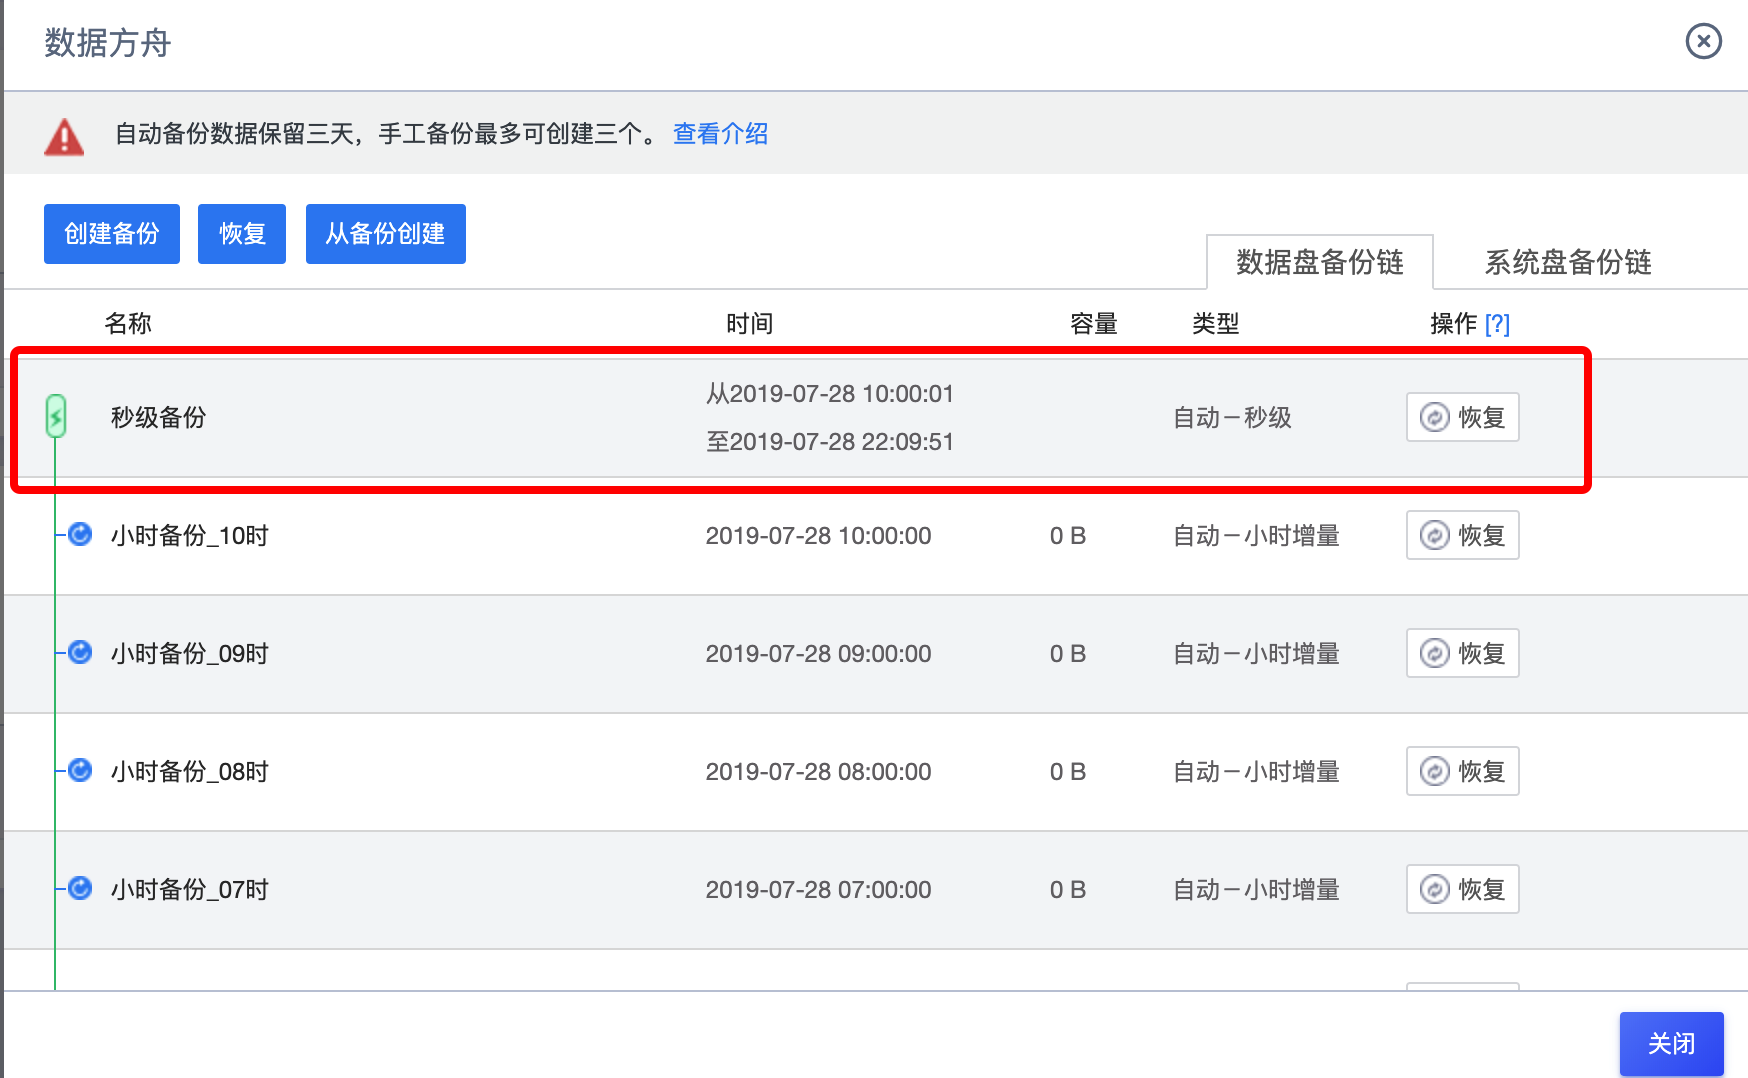 数据方舟
自动备份数据保留三天，手工备份最多可创建三个。 查看介绍
创建备份 恢复 从备份创建
数据盘备份链 系统盘备份链
名称 时间 容量 类型 操作 [?]
秒级备份 从2019-07-28 10:00:01 至2019-07-28 22:09:51 自动－秒级 恢复
小时备份_10时 2019-07-28 10:00:00 0 B 自动－小时增量 恢复
小时备份_09时 2019-07-28 09:00:00 0 B 自动－小时增量 恢复
小时备份_08时 2019-07-28 08:00:00 0 B 自动－小时增量 恢复
小时备份_07时 2019-07-28 07:00:00 0 B 自动－小时增量 恢复
关闭